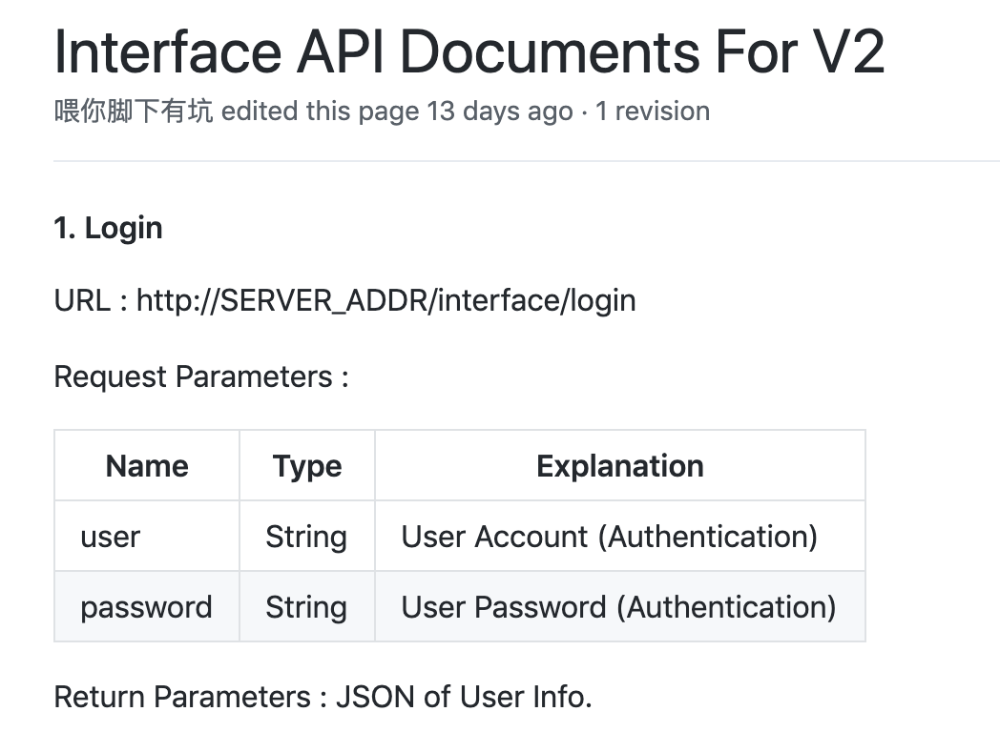 Interface API Documents For V2
喂你脚下有坑 edited this page 13 days ago · 1 revision
1. Login
URL : http://SERVER_ADDR/interface/login
Request Parameters :
Name Type Explanation
user String User Account (Authentication)
password String User Password (Authentication)
Return Parameters : JSON of User Info.